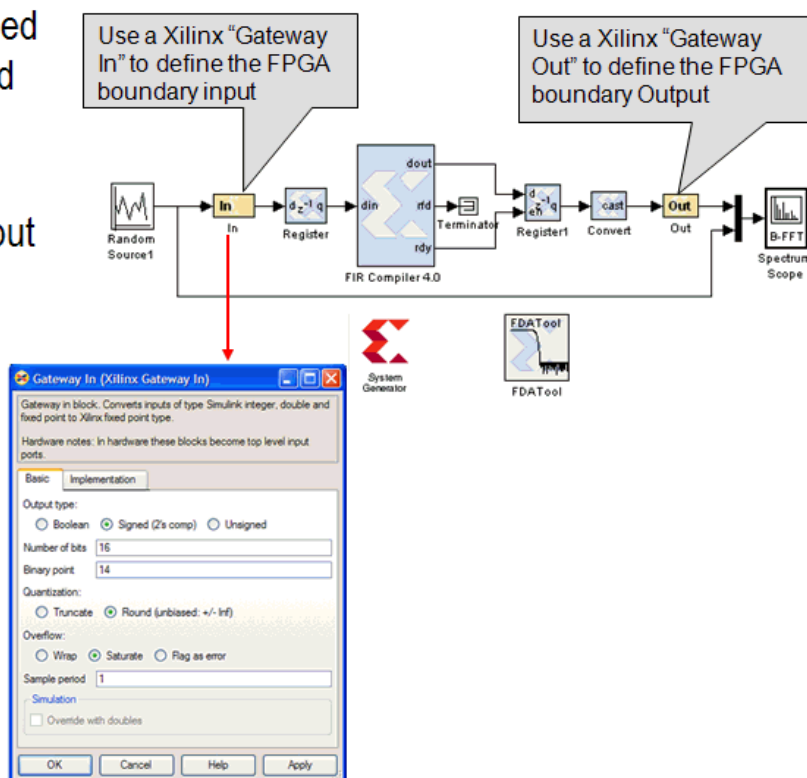 ed
d
out
Use a Xilinx “Gateway
In” to define the FPGA
boundary input
Use a Xilinx “Gateway
Out” to define the FPGA
boundary Output
Random
Source1
In
In
d z⁻¹ q
Register
din
dout
rfd
rdy
FIR Compiler 4.0
Terminator
d z⁻¹ q
en
Register1
cast
Convert
Out
Out
B-FFT
Spectrum
Scope
System
Generator
FDATool
FDATool
Gateway In (Xilinx Gateway In)
Gateway in block. Converts inputs of type Simulink integer, double and
fixed point to Xilinx fixed point type.
Hardware notes: In hardware these blocks become top level input
ports.
Basic
Implementation
Output type:
Boolean Signed (2's comp) Unsigned
Number of bits 16
Binary point 14
Quantization:
Truncate Round (unbiased: +/- Inf)
Overflow:
Wrap Saturate Flag as error
Sample period 1
Simulation
Override with doubles
OK Cancel Help Apply